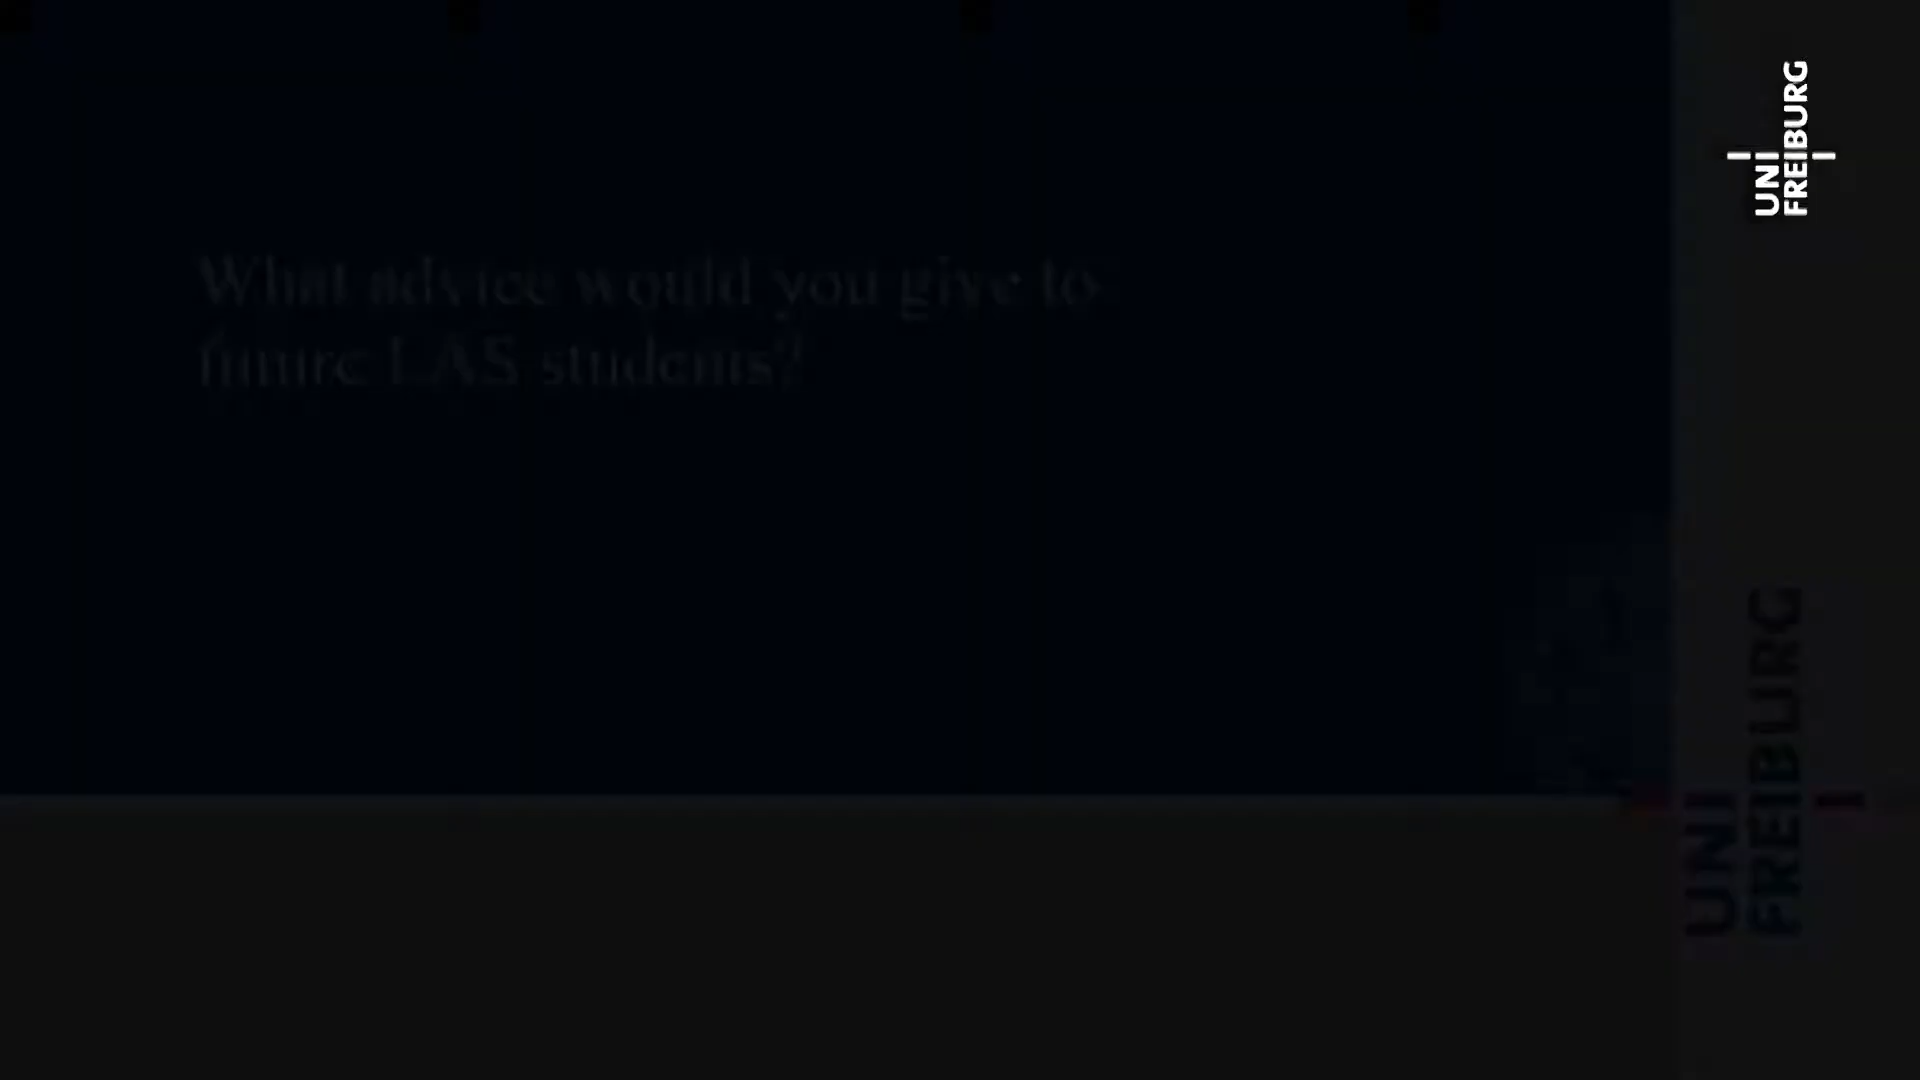 What advice would you give to
future LAS students?
UNI
FREIBURG
UNI
FREIBURG